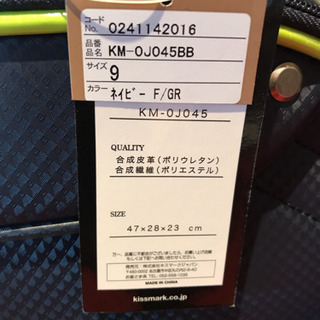 コード
No. 0241142016
品番
品名 KM-0J045BB
サイズ
9
カラー
ネイビー F/GR
KM-0J045
QUALITY
合成皮革(ポリウレタン)
合成繊維(ポリエステル)
SIZE
47×28×23 cm
MADE IN CHINA
kissmark.co.jp